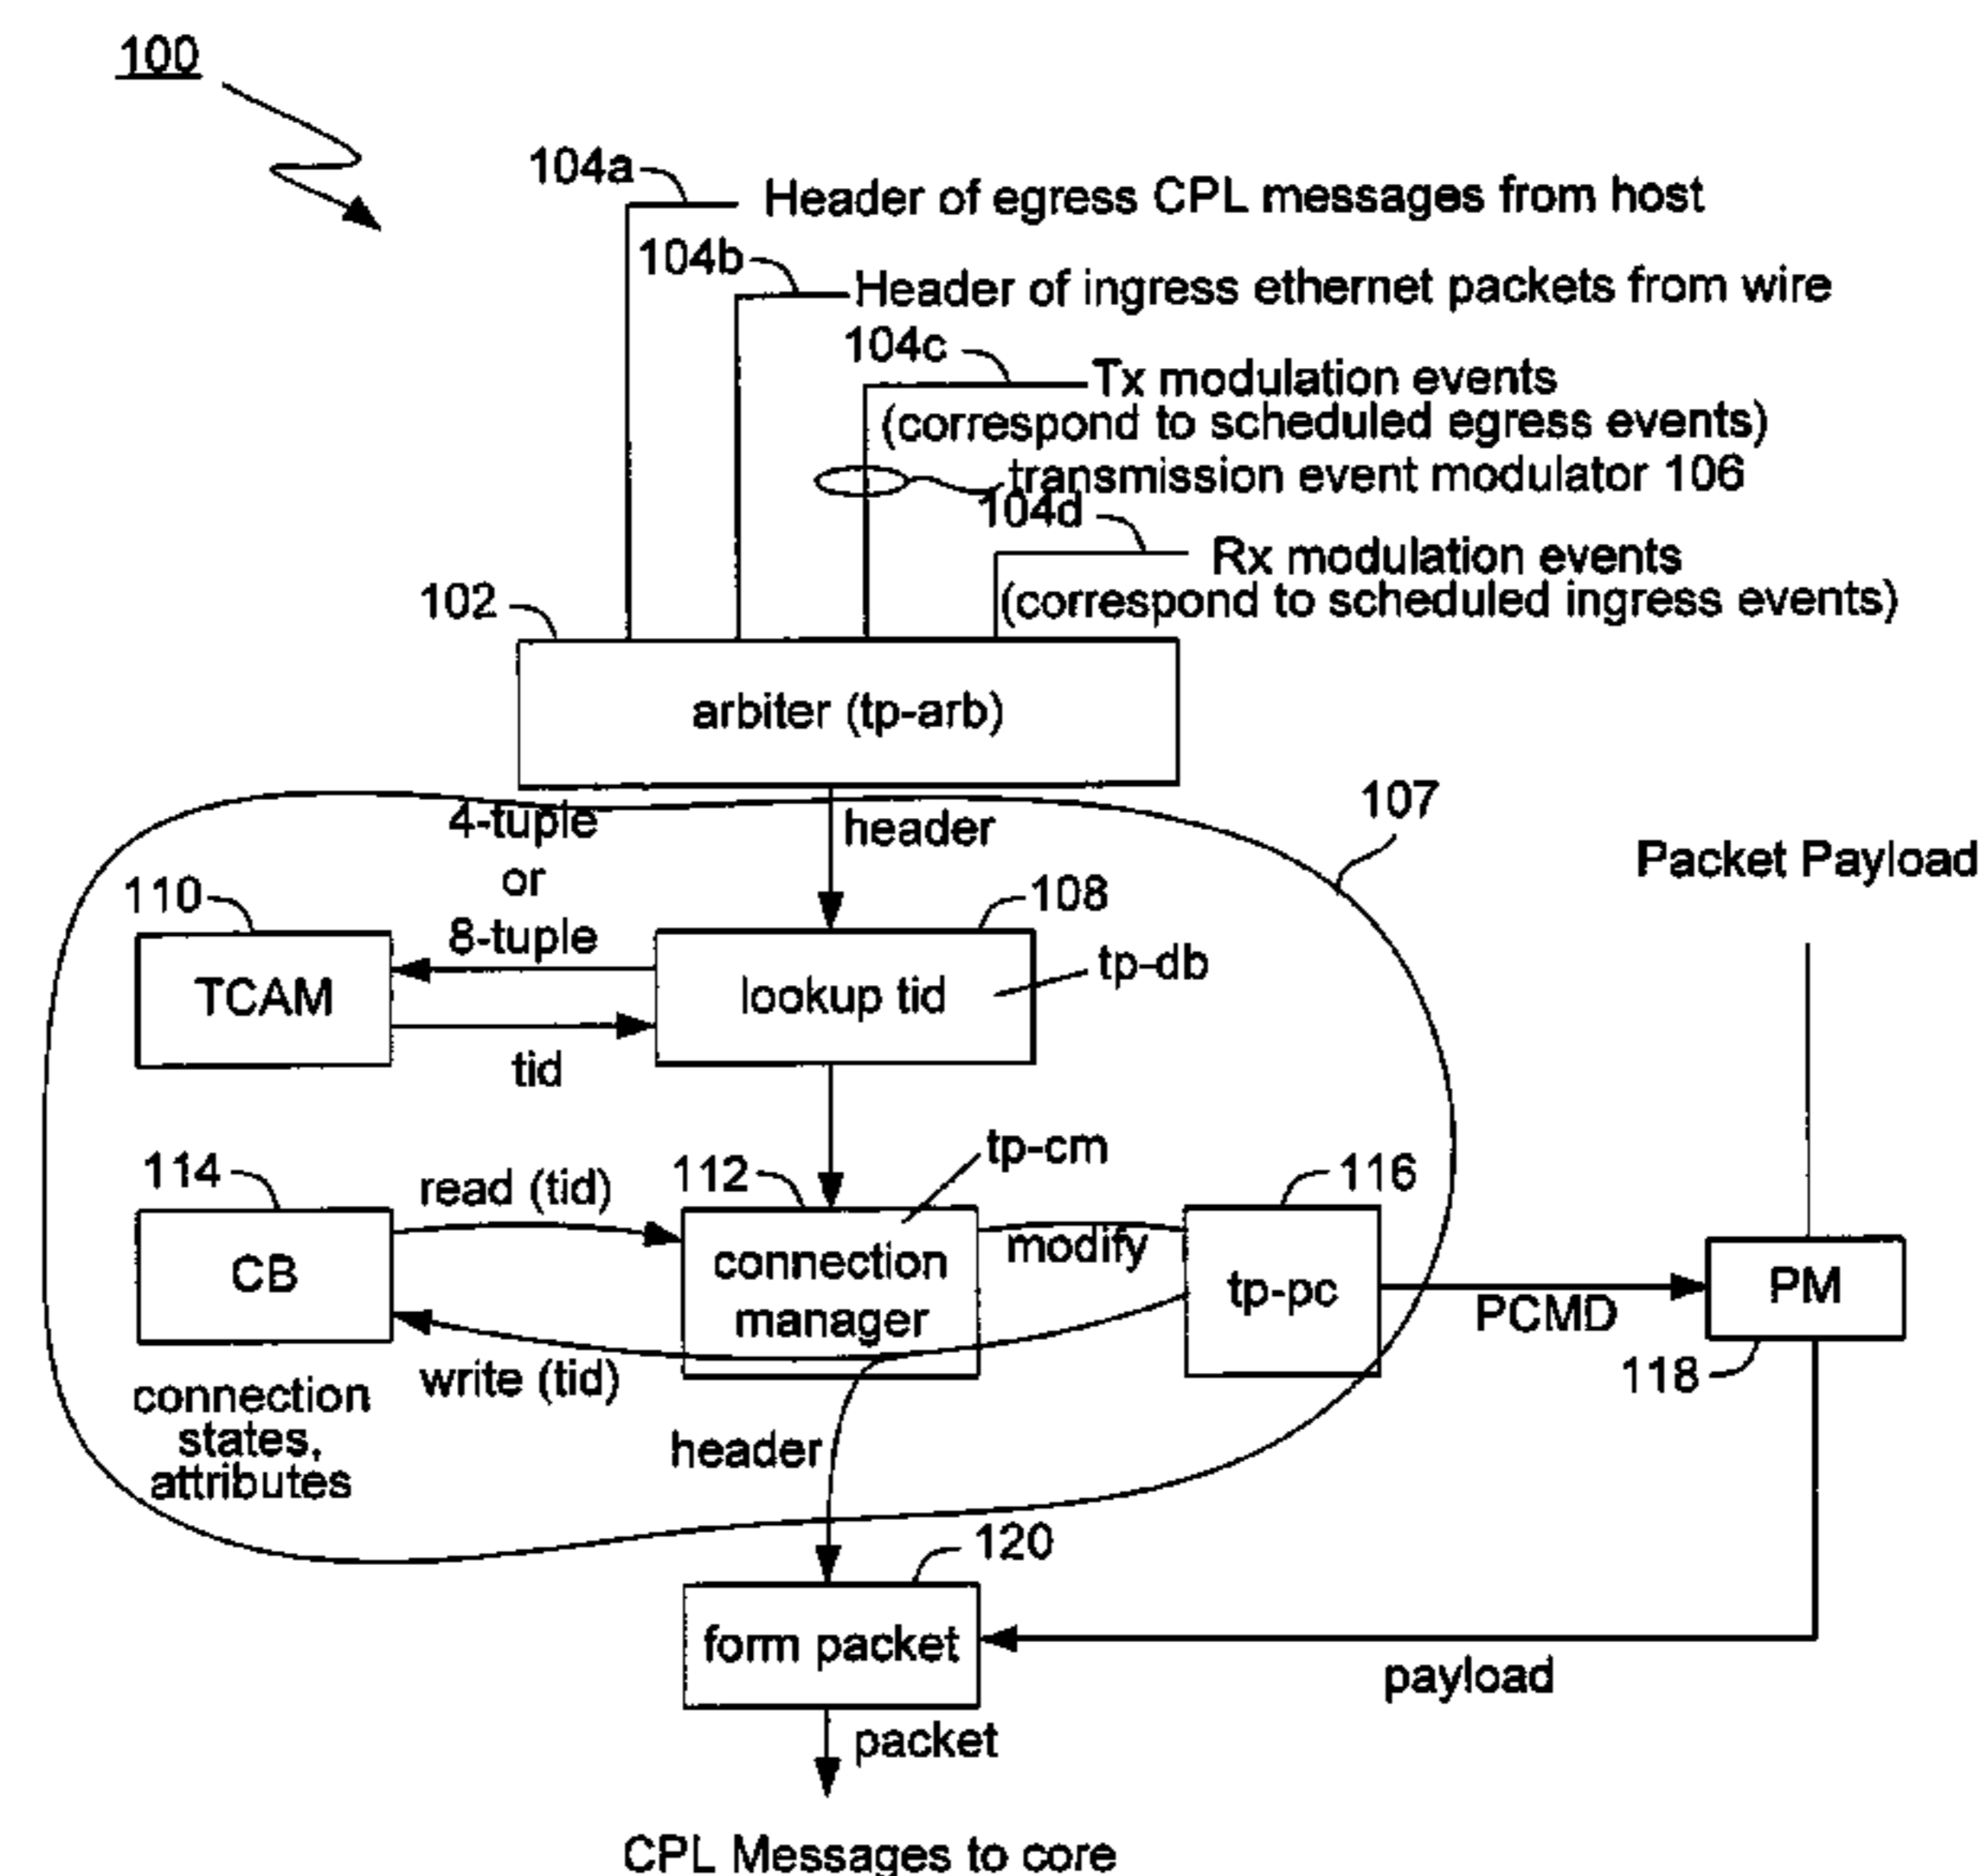 100
104a
Header of egress CPL messages from host
104b
Header of ingress ethernet packets from wire
104c
Tx modulation events
(correspond to scheduled egress events)
transmission event modulator 106
104d
Rx modulation events
(correspond to scheduled ingress events)
102
arbiter (tp-arb)
107
4-tuple
or
8-tuple
header
Packet Payload
110
108
TCAM
lookup tid
tp-db
tid
114
read (tid)
112
tp-cm
116
CB
connection
manager
modify
tp-pc
PCMD
PM
118
write (tid)
connection
states,
attributes
header
120
form packet
payload
packet
CPL Messages to core